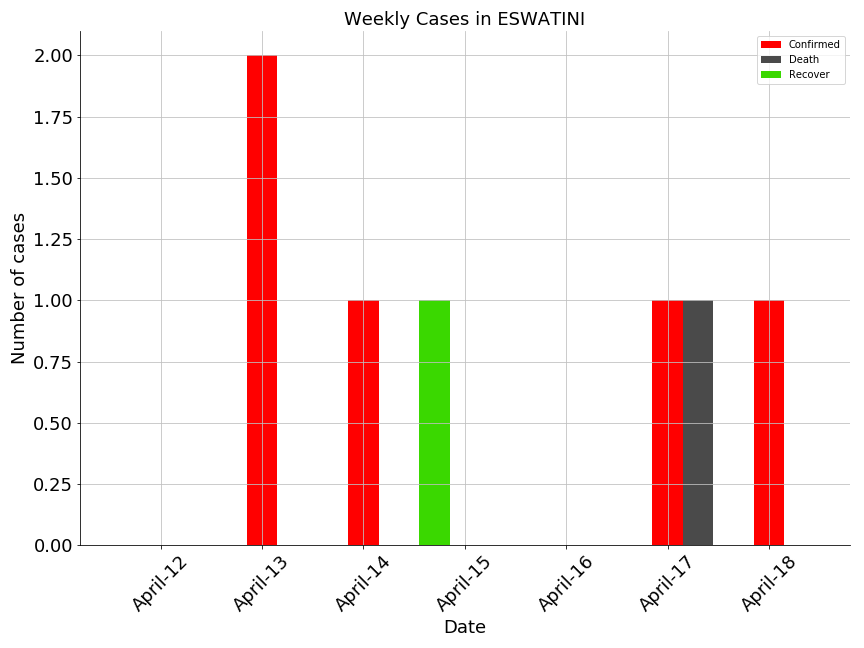 Weekly Cases in ESWATINI
Confirmed
Death
Recover
2.00
1.75
1.50
1.25
1.00
0.75
0.50
0.25
0.00
Number of cases
April-12
April-13
April-14
April-15
April-16
April-17
April-18
Date